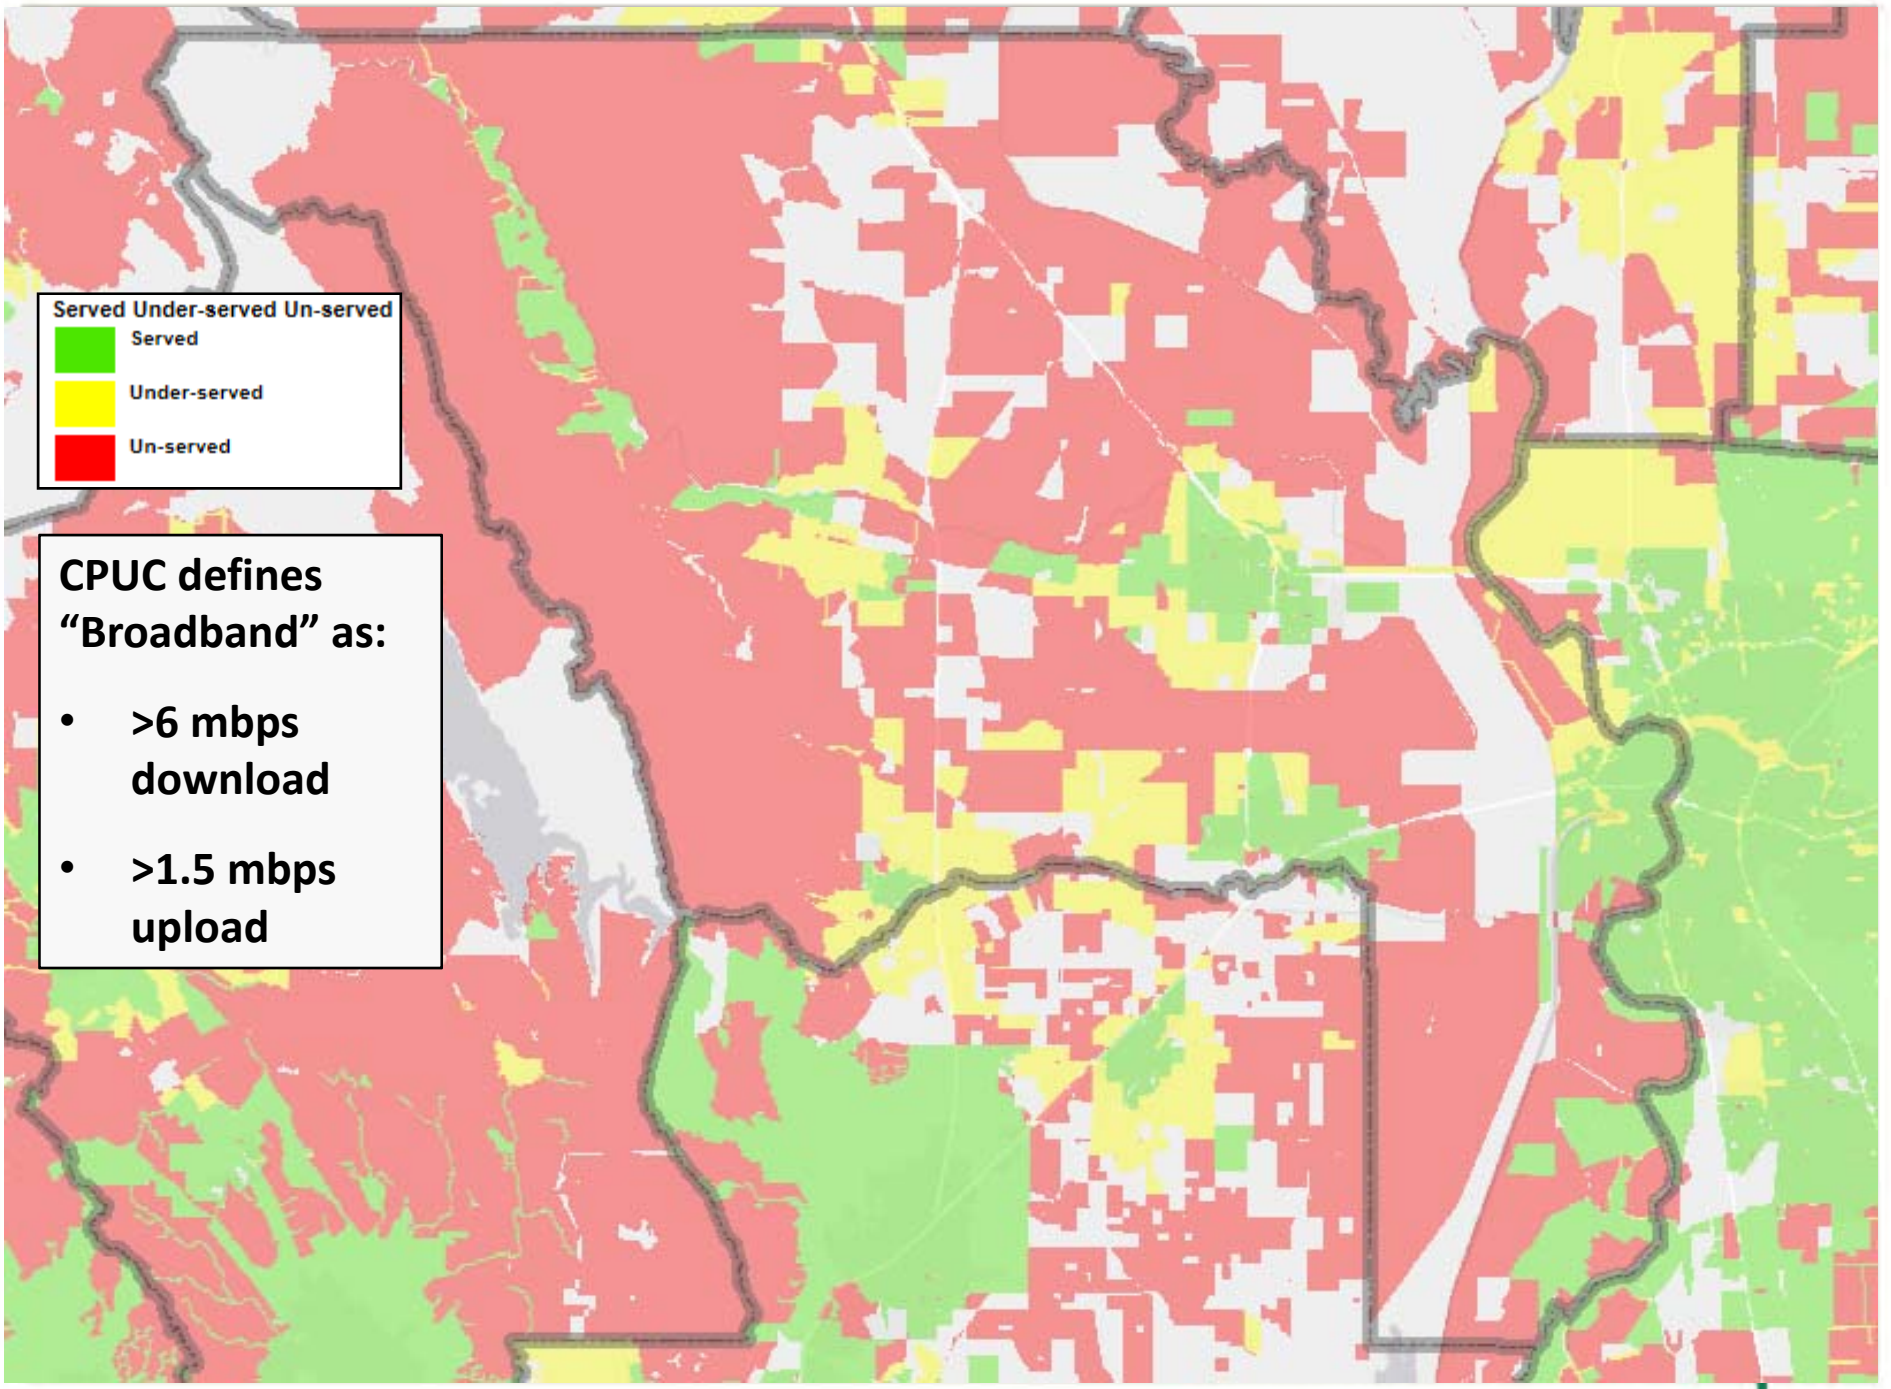 Served Under-served Un-served
Served
Under-served
Un-served
CPUC defines
“Broadband” as:
• >6 mbps
download
• >1.5 mbps
upload